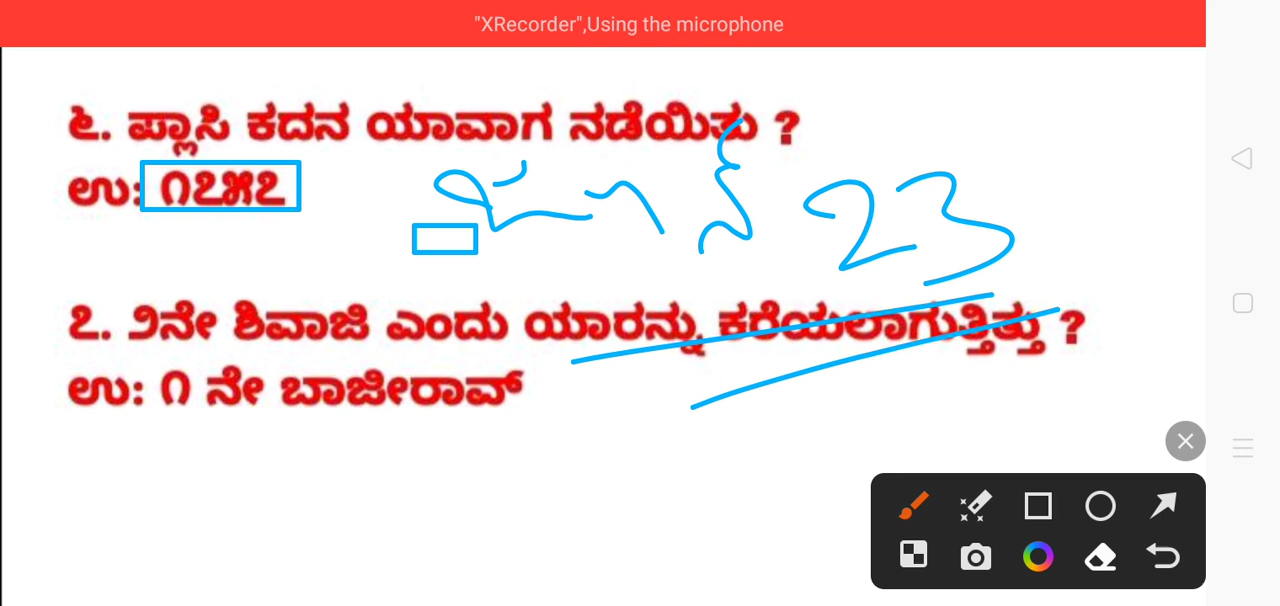 "XRecorder",Using the microphone
೬. ಪ್ಲಾಸಿ ಕದನ ಯಾವಾಗ ನಡೆಯಿತು ?
ಉ: ೧೭೫೭
ಜೂನ್ 23
೭. ೨ನೇ ಶಿವಾಜಿ ಎಂದು ಯಾರನ್ನು ಕರೆಯಲಾಗುತ್ತಿತ್ತು ?
ಉ: ೧ ನೇ ಬಾಜೀರಾವ್